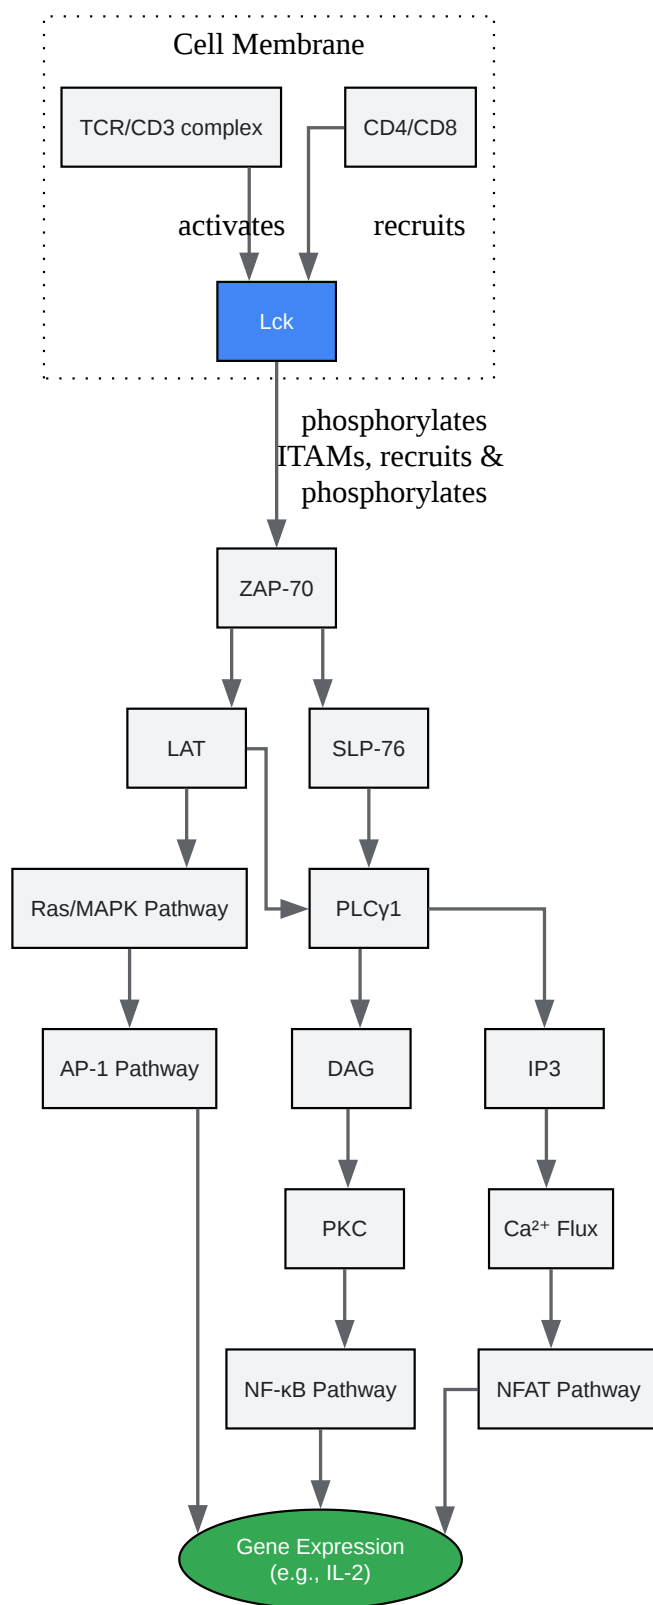 Cell Membrane
TCR/CD3 complex
CD4/CD8
activates
recruits
Lck
phosphorylates
ITAMs, recruits &
phosphorylates
ZAP-70
LAT
SLP-76
Ras/MAPK Pathway
PLCγ1
AP-1 Pathway
DAG
IP3
PKC
Ca²⁺ Flux
NF-κB Pathway
NFAT Pathway
Gene Expression
(e.g., IL-2)